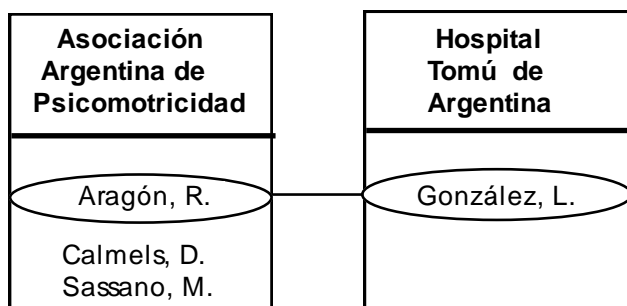 Asociación
Argentina de
Psicomotricidad
Aragón, R.
Calmels, D.
Sassano, M.
Hospital
Tomú de
Argentina
González, L.